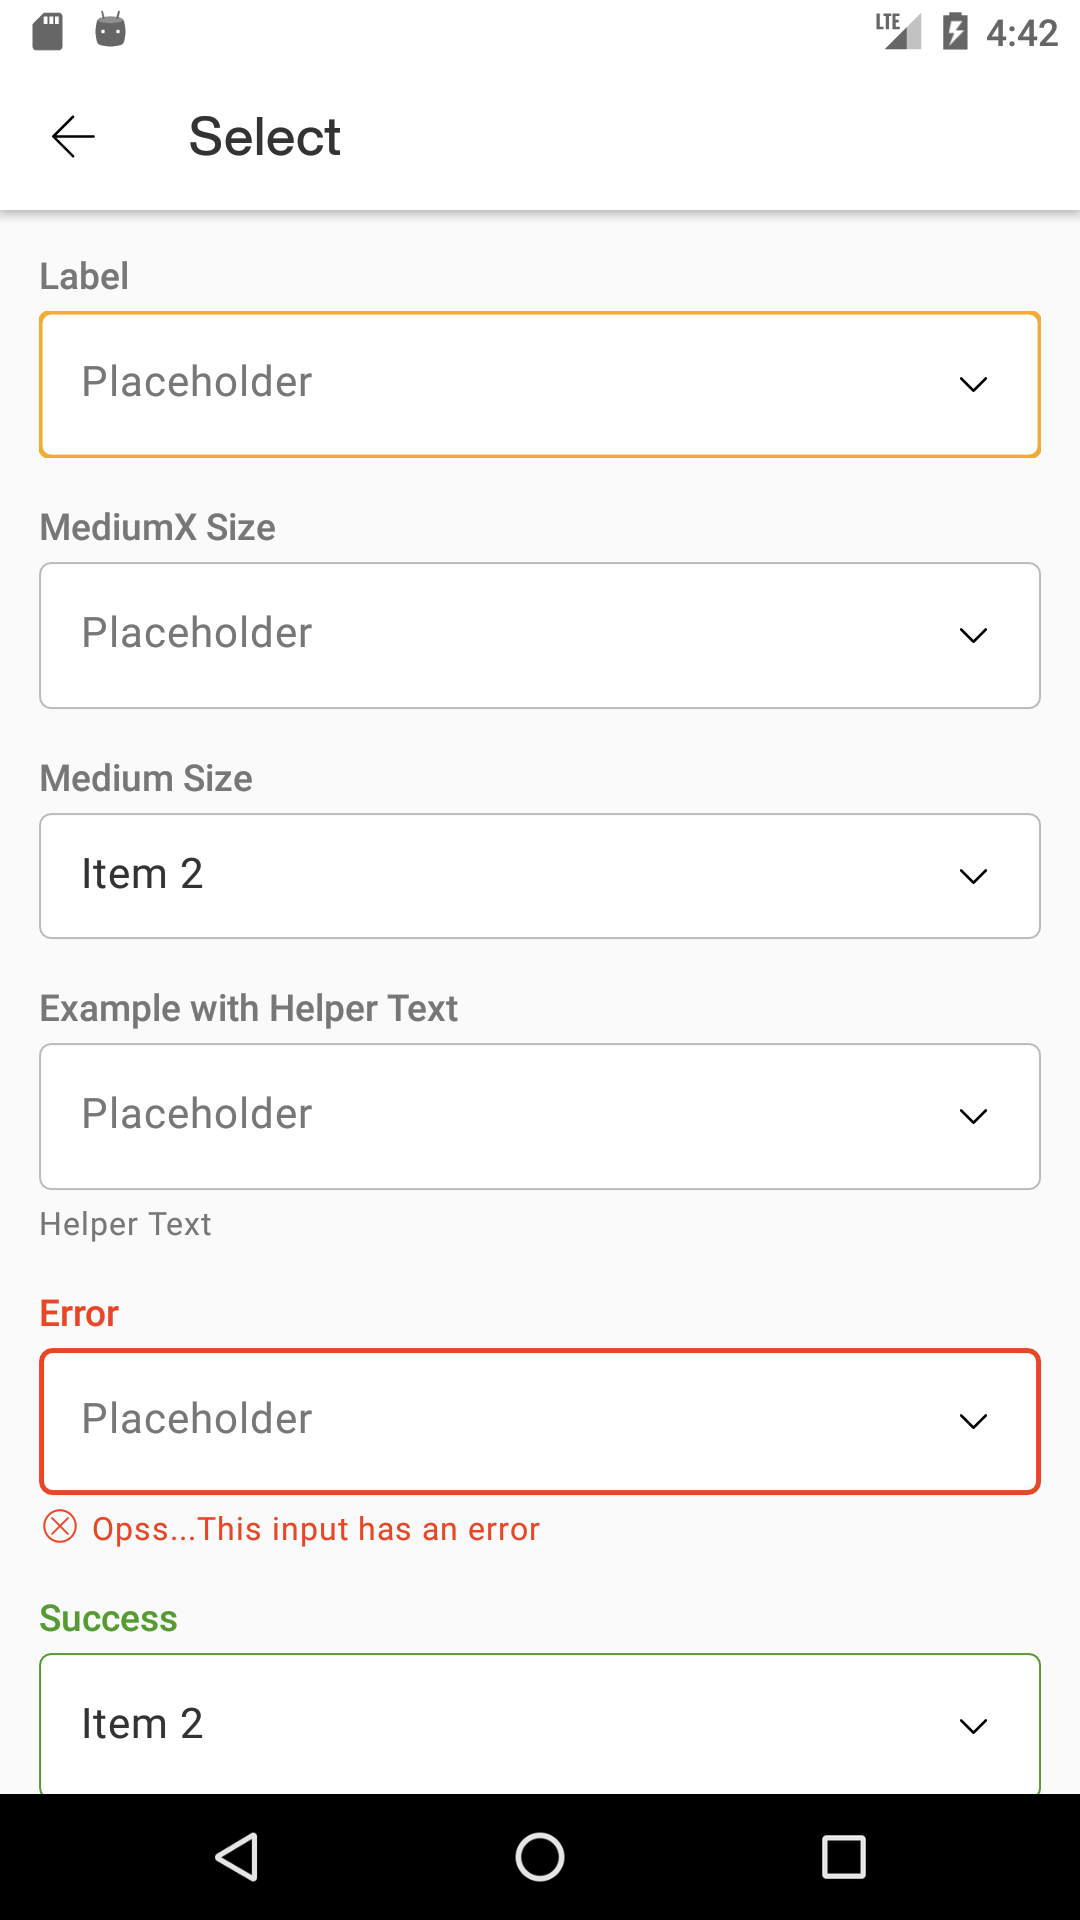 LTE 4:42
Select
Label
Placeholder
MediumX Size
Placeholder
Medium Size
Item 2
Example with Helper Text
Placeholder
Helper Text
Error
Placeholder
Opss...This input has an error
Success
Item 2